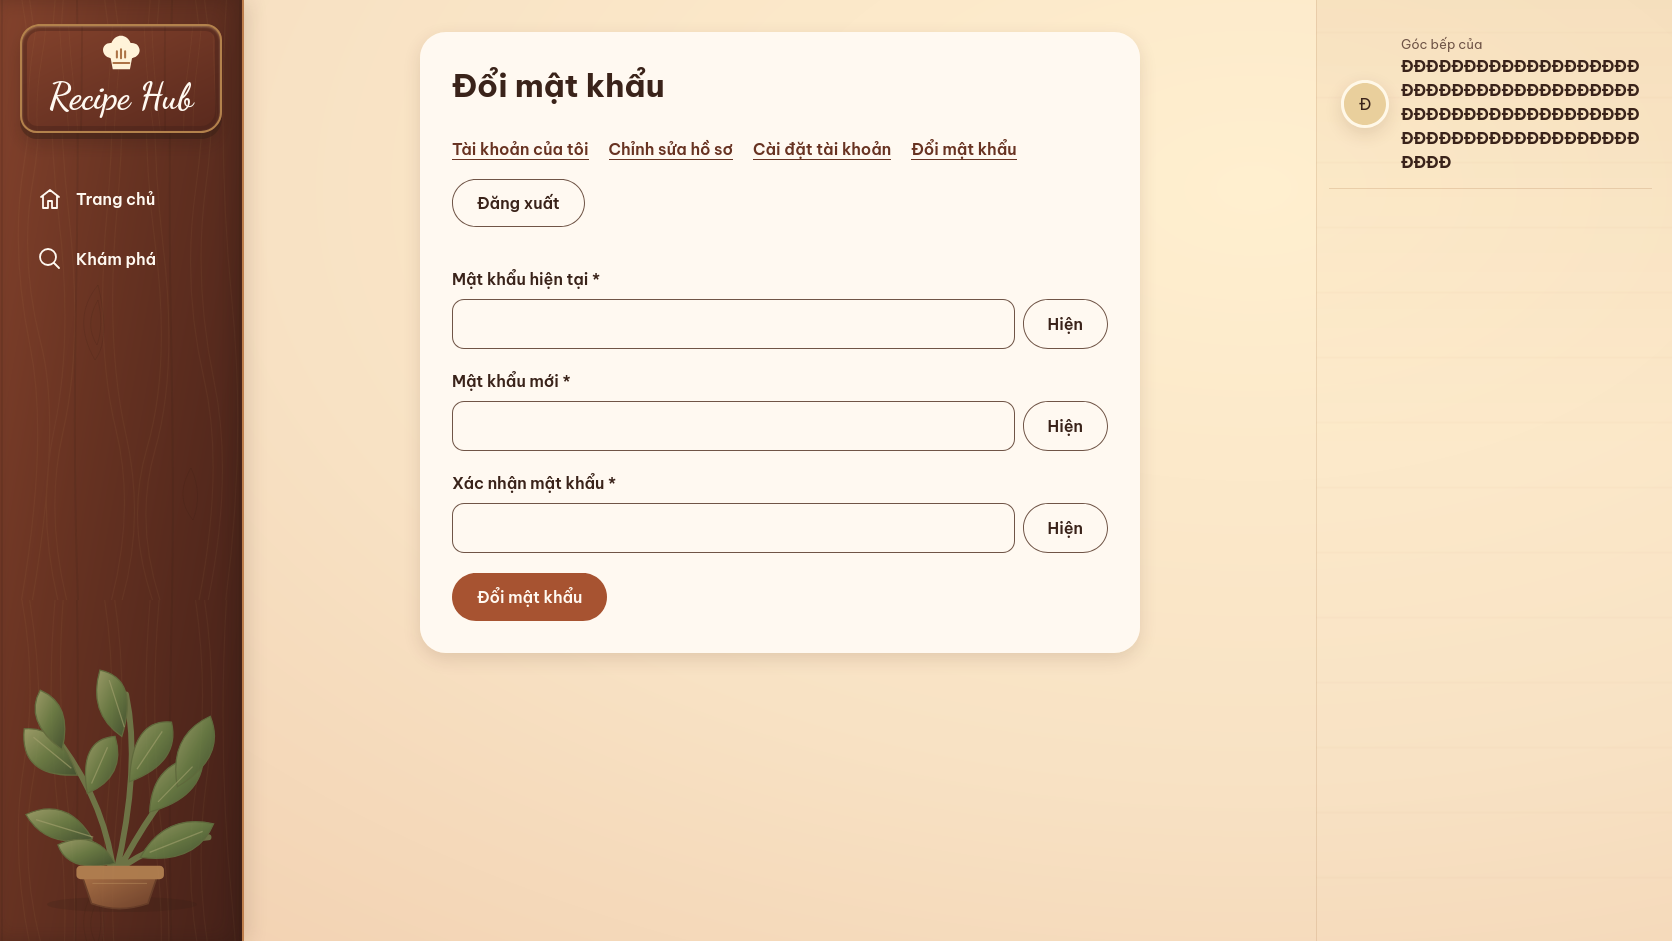 Recipe Hub
Trang chủ
Khám phá
Đổi mật khẩu
Tài khoản của tôi Chỉnh sửa hồ sơ Cài đặt tài khoản Đổi mật khẩu
Đăng xuất
Mật khẩu hiện tại *
Hiện
Mật khẩu mới *
Hiện
Xác nhận mật khẩu *
Hiện
Đổi mật khẩu
Góc bếp của
Đ
ĐĐĐĐĐĐĐĐĐĐĐĐĐĐĐĐĐĐĐ
ĐĐĐĐĐĐĐĐĐĐĐĐĐĐĐĐĐĐĐ
ĐĐĐĐĐĐĐĐĐĐĐĐĐĐĐĐĐĐĐ
ĐĐĐĐĐĐĐĐĐĐĐĐĐĐĐĐĐĐĐ
ĐĐĐĐ